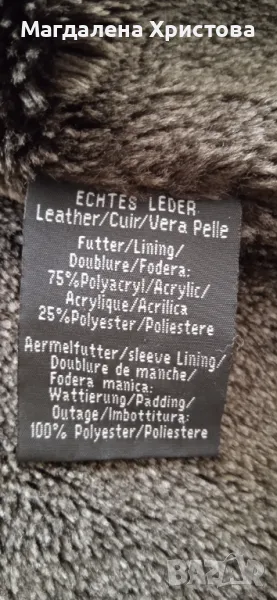 Магдалена Христова
ECHTES LEDER
Leather/Cuir/Vera Pelle
Futter/Lining/
Doublure/Fodera:
75%Polyacryl/Acrylic/
Acrylique/Acrilica
25%Polyester/Poliestere
Aermelfutter/sleeve Lining/
Doublure de manche/
Fodera manica:
Wattierung/Padding/
Outage/Imbottitura:
100% Polyester/Poliestere
БАЗАР